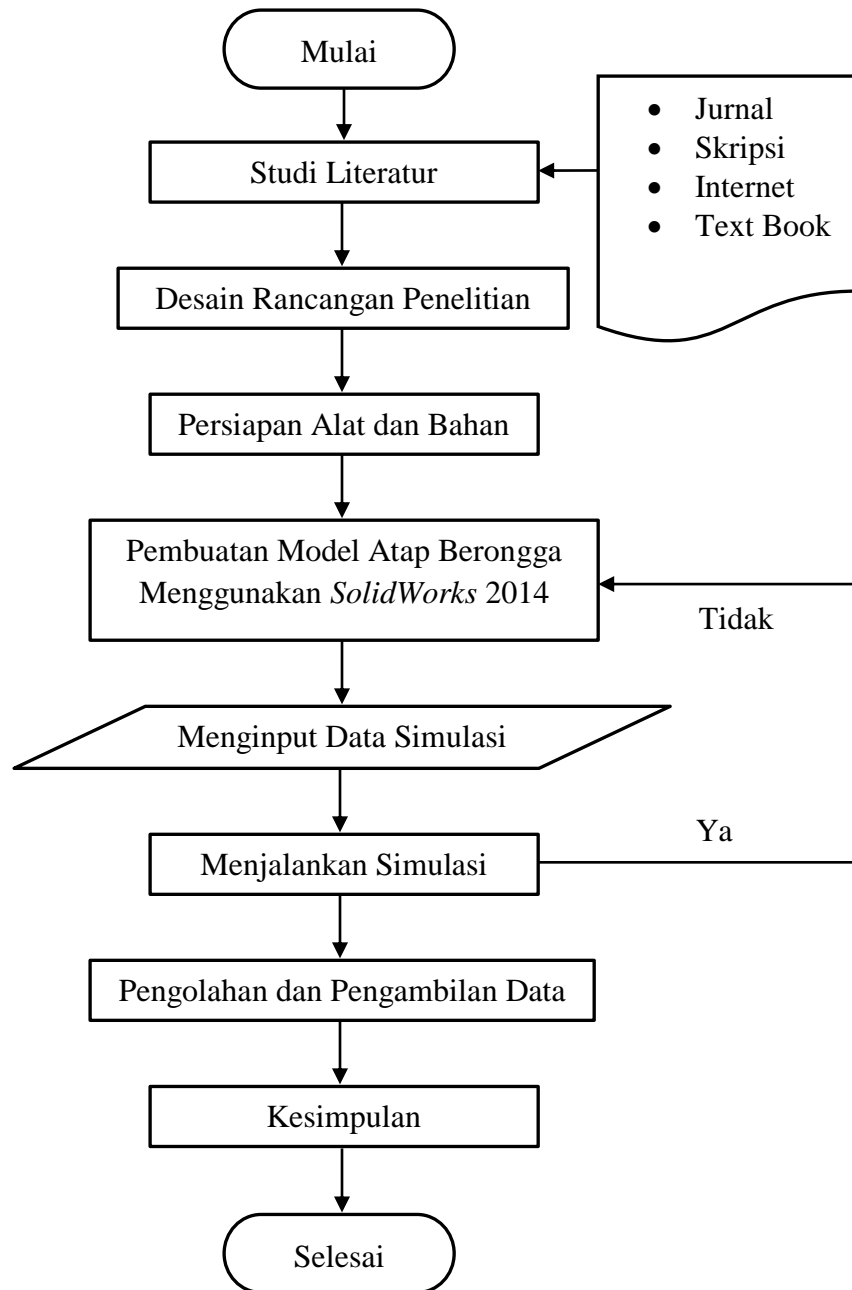 Mulai
• Jurnal
• Skripsi
• Internet
• Text Book
Studi Literatur
Desain Rancangan Penelitian
Persiapan Alat dan Bahan
Pembuatan Model Atap Berongga
Menggunakan SolidWorks 2014
Tidak
Menginput Data Simulasi
Ya
Menjalankan Simulasi
Pengolahan dan Pengambilan Data
Kesimpulan
Selesai